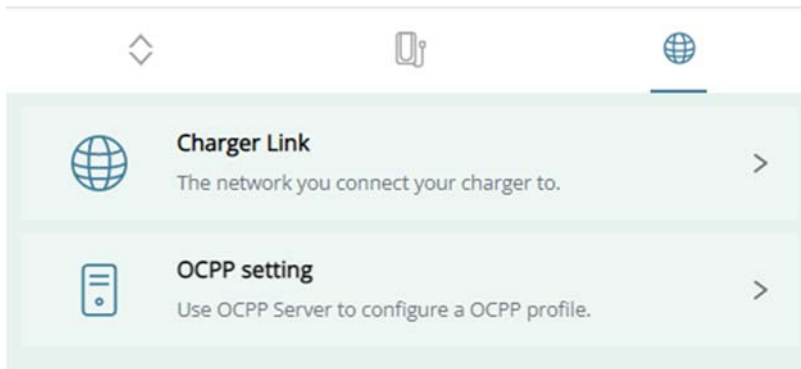 Charger Link
The network you connect your charger to.
OCPP setting
Use OCPP Server to configure a OCPP profile.